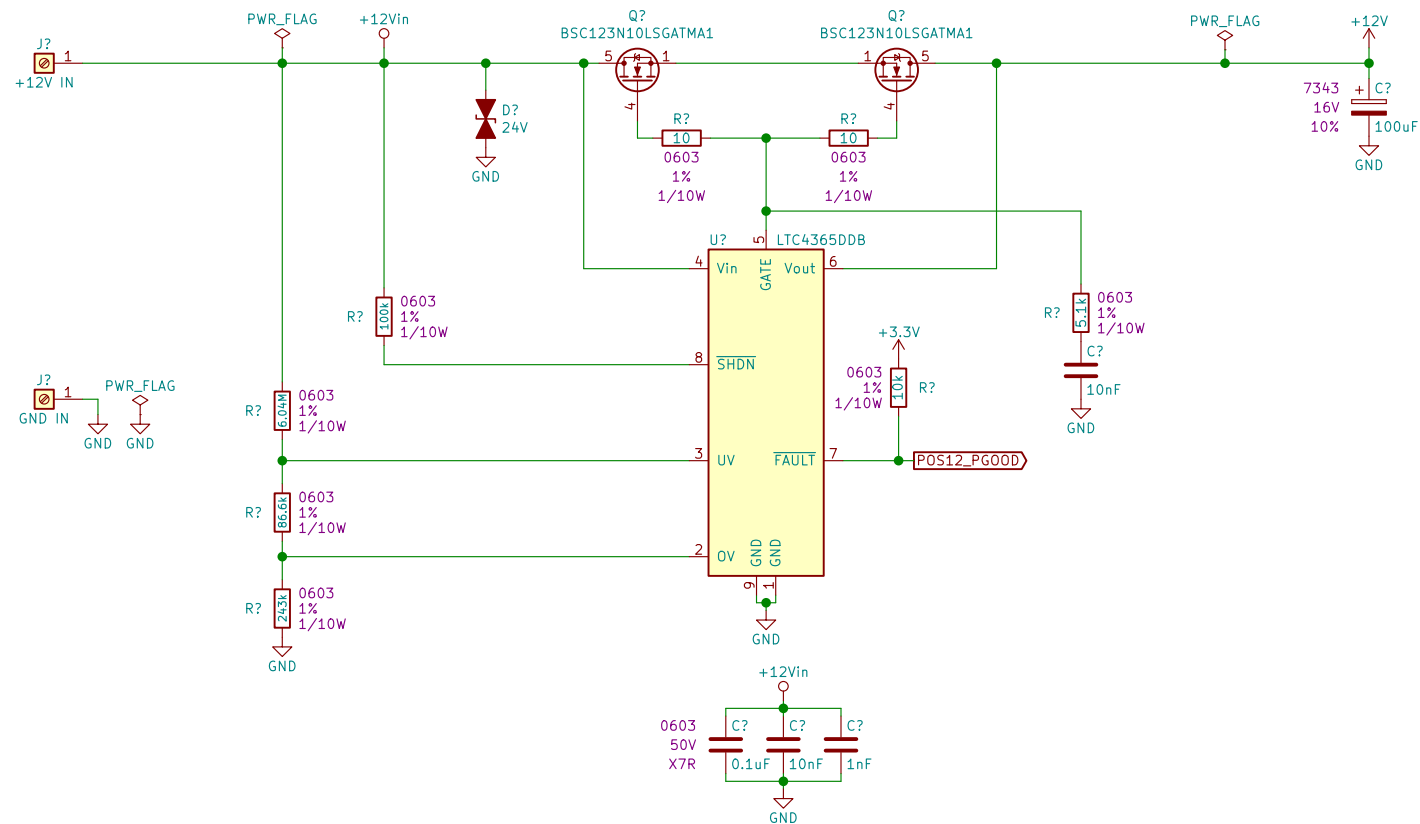 J?
1
+12V IN
PWR_FLAG
+12Vin
D?
24V
GND
Q?
BSC123N10LSGATMA1
5
1
4
Q?
BSC123N10LSGATMA1
1
5
4
PWR_FLAG
+12V
7343
16V
10%
C?
100uF
GND
R?
10
0603
1%
1/10W
R?
10
0603
1%
1/10W
U?
LTC4365DDB
5
GATE
4
Vin
Vout
6
8
SHDN
3
UV
FAULT
7
2
OV
GND
GND
9
1
GND
R?
100k
0603
1%
1/10W
R?
5.1k
0603
1%
1/10W
C?
10nF
GND
+3.3V
0603
1%
1/10W
10k
R?
POS12_PGOOD
J?
1
GND IN
PWR_FLAG
GND
GND
R?
6.04M
0603
1%
1/10W
R?
86.6k
0603
1%
1/10W
R?
243k
0603
1%
1/10W
GND
+12Vin
0603
50V
X7R
C?
0.1uF
C?
10nF
C?
1nF
GND